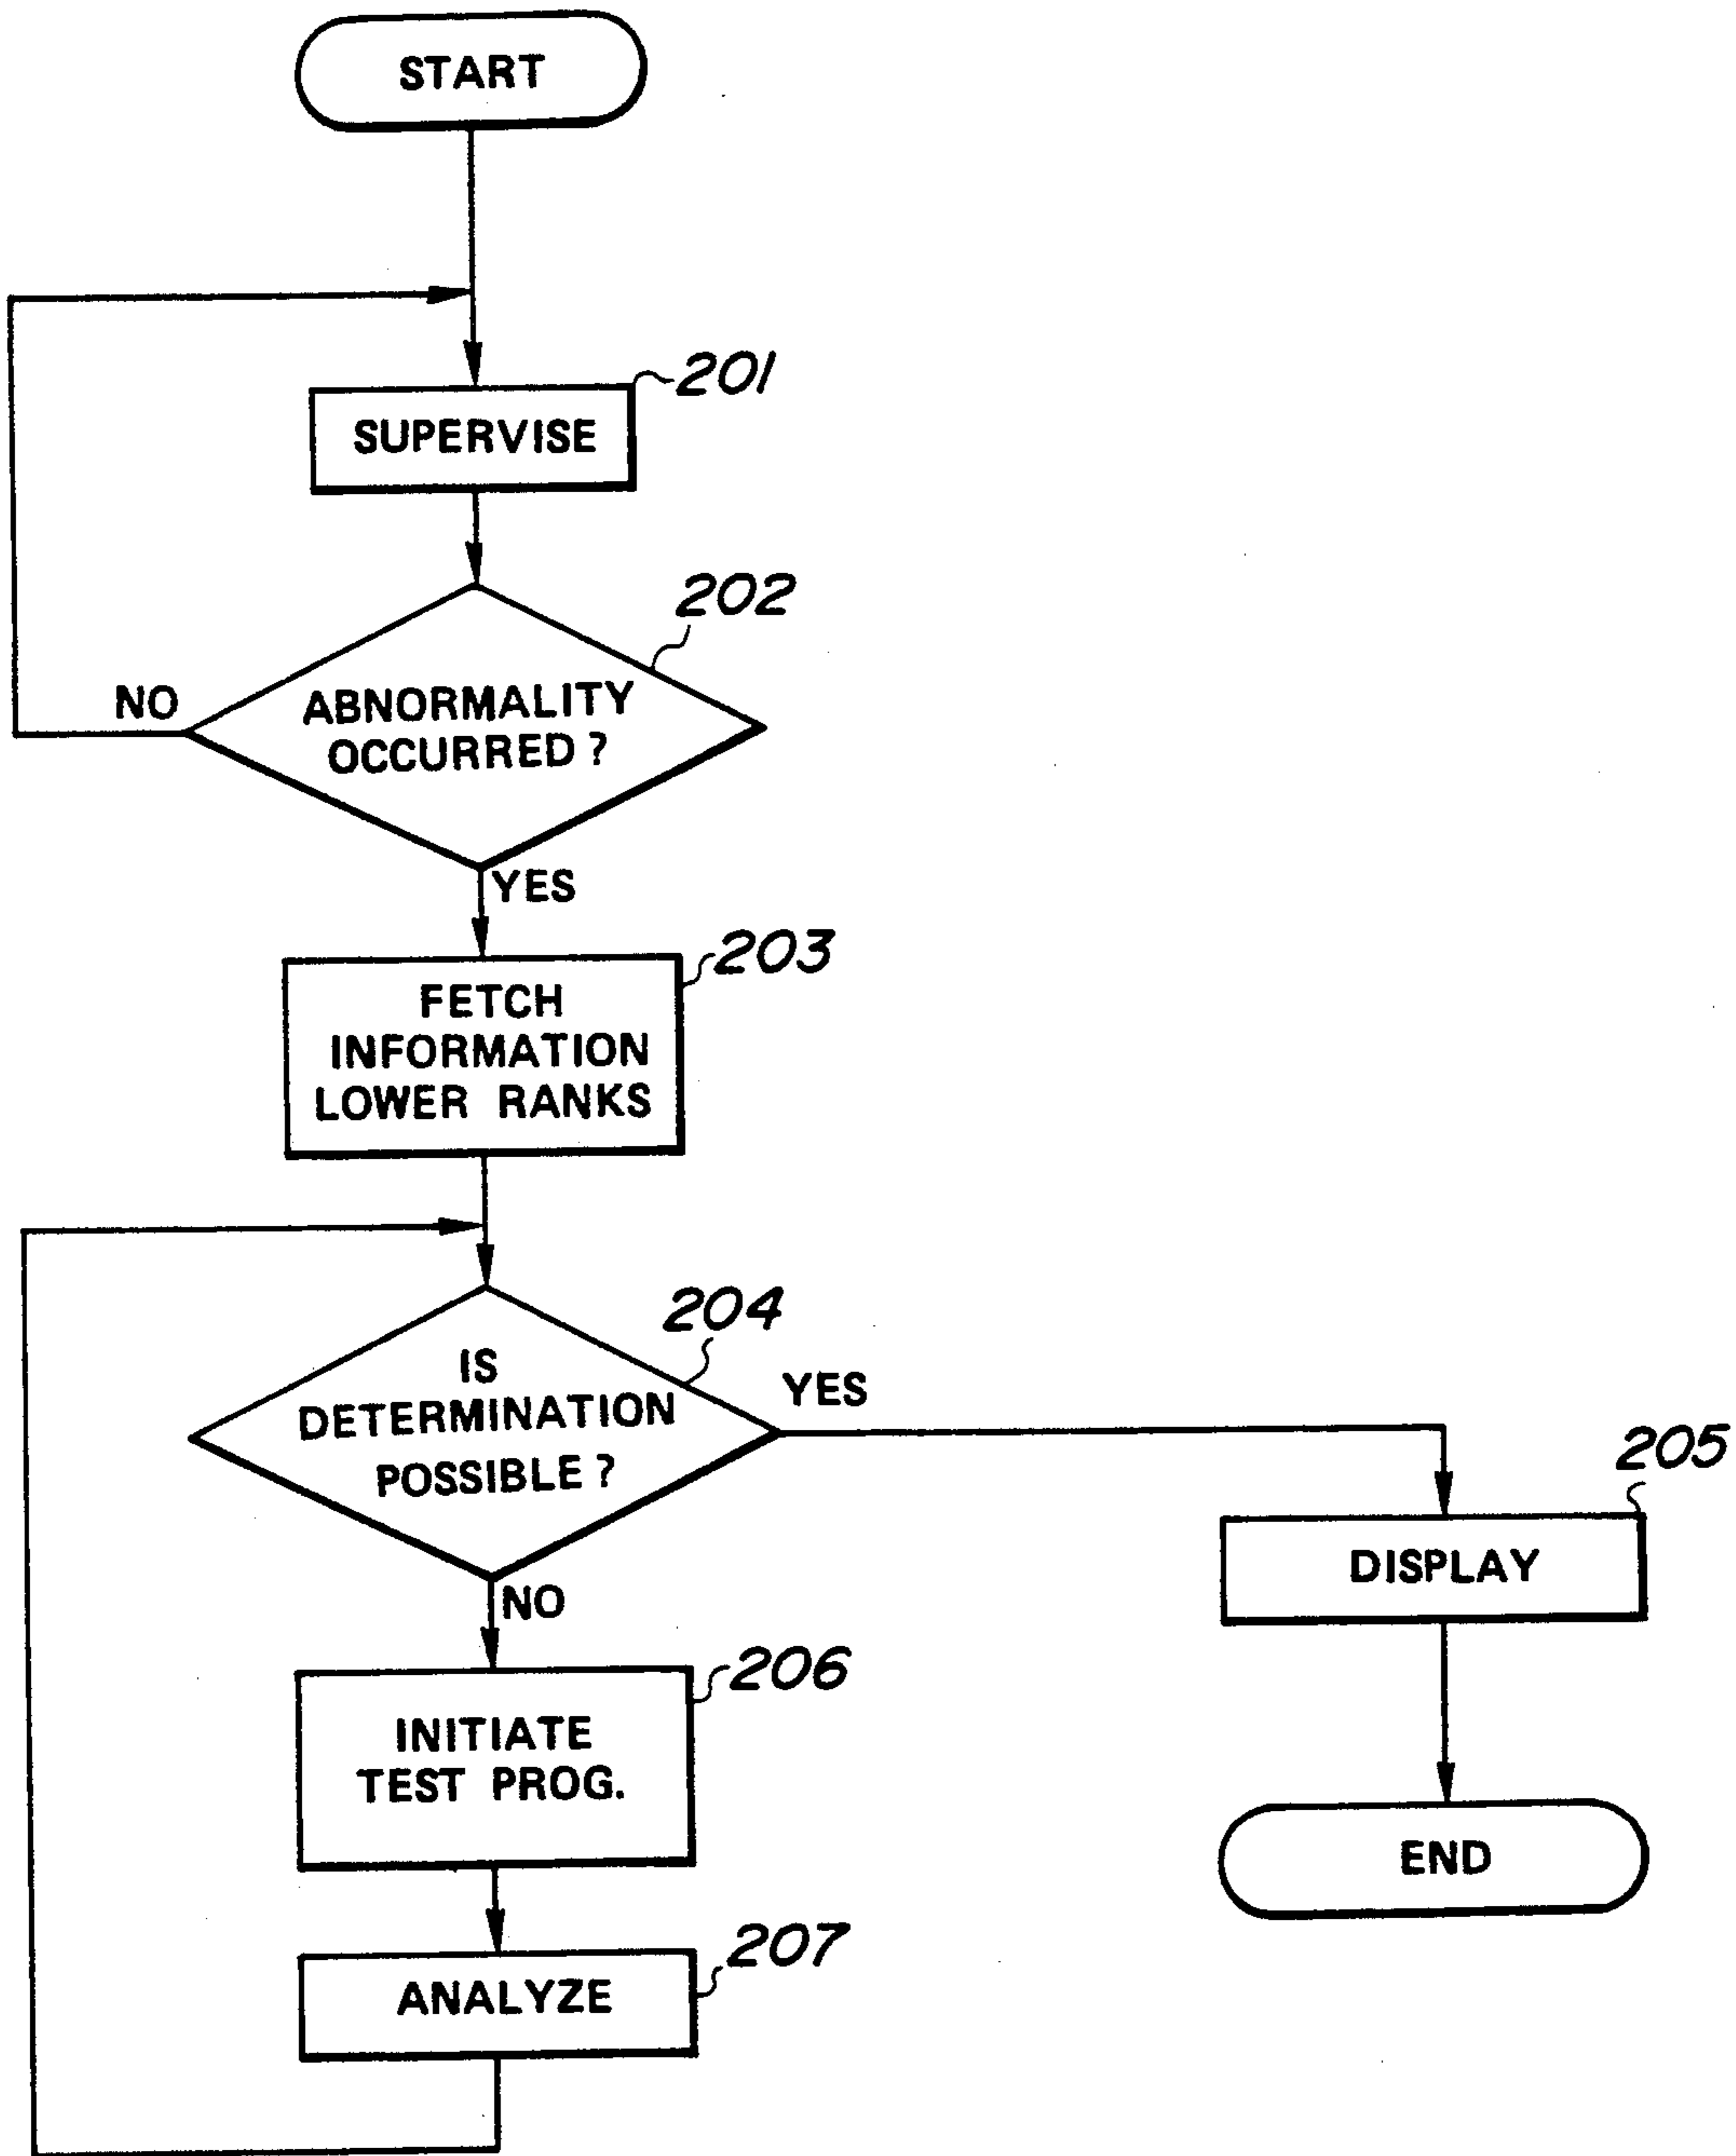 START
201
SUPERVISE
202
NO
ABNORMALITY
OCCURRED ?
YES
203
FETCH
INFORMATION
LOWER RANKS
204
IS
DETERMINATION
POSSIBLE ?
YES
205
DISPLAY
NO
206
INITIATE
TEST PROG.
END
207
ANALYZE